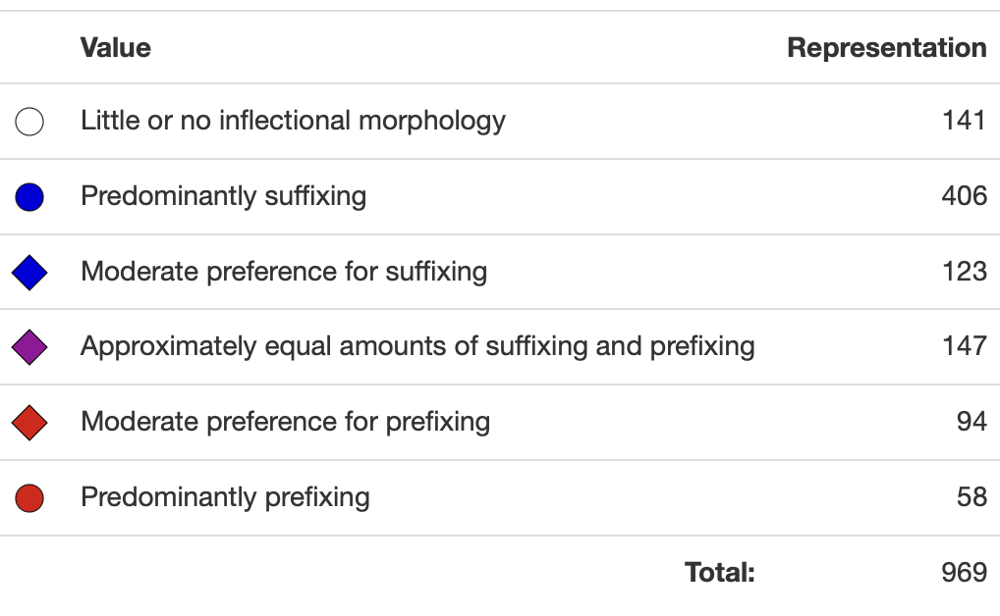 Value Representation
Little or no inflectional morphology 141
Predominantly suffixing 406
Moderate preference for suffixing 123
Approximately equal amounts of suffixing and prefixing 147
Moderate preference for prefixing 94
Predominantly prefixing 58
Total: 969